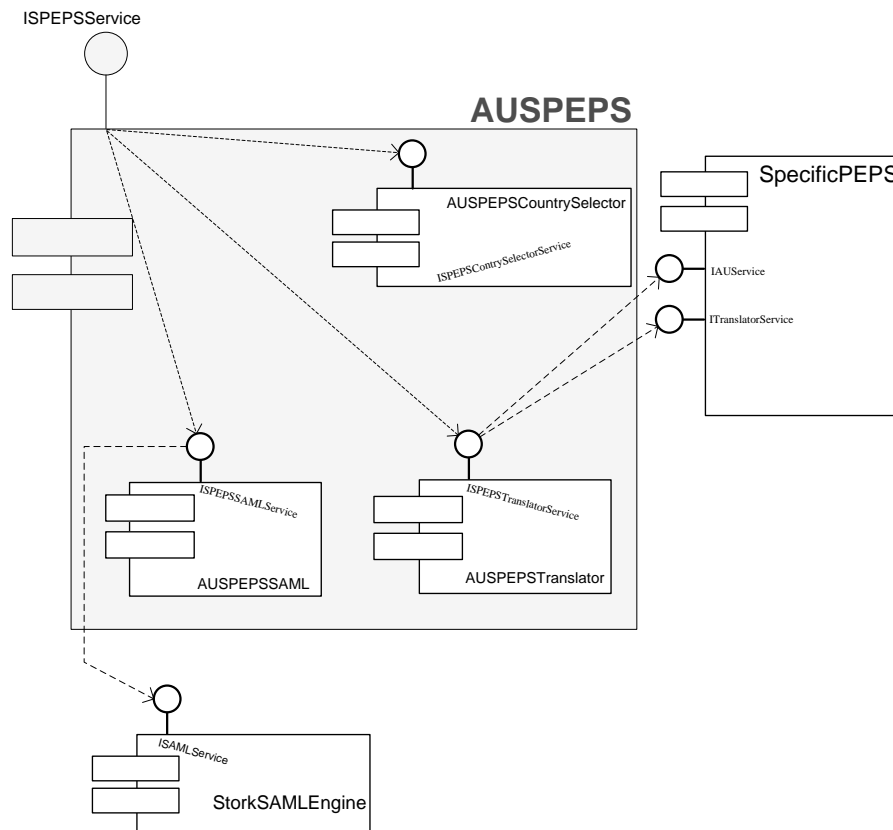 ISPEPSService
AUSPEPS
SpecificPEPS
AUSPEPSCountrySelector
ISPEPSContrySelectorService
IAUService
ITranslatorService
ISPEPSSAMLService
AUSPEPSSAML
ISPEPSTranslatorService
AUSPEPSTranslator
ISAMLService
StorkSAMLEngine